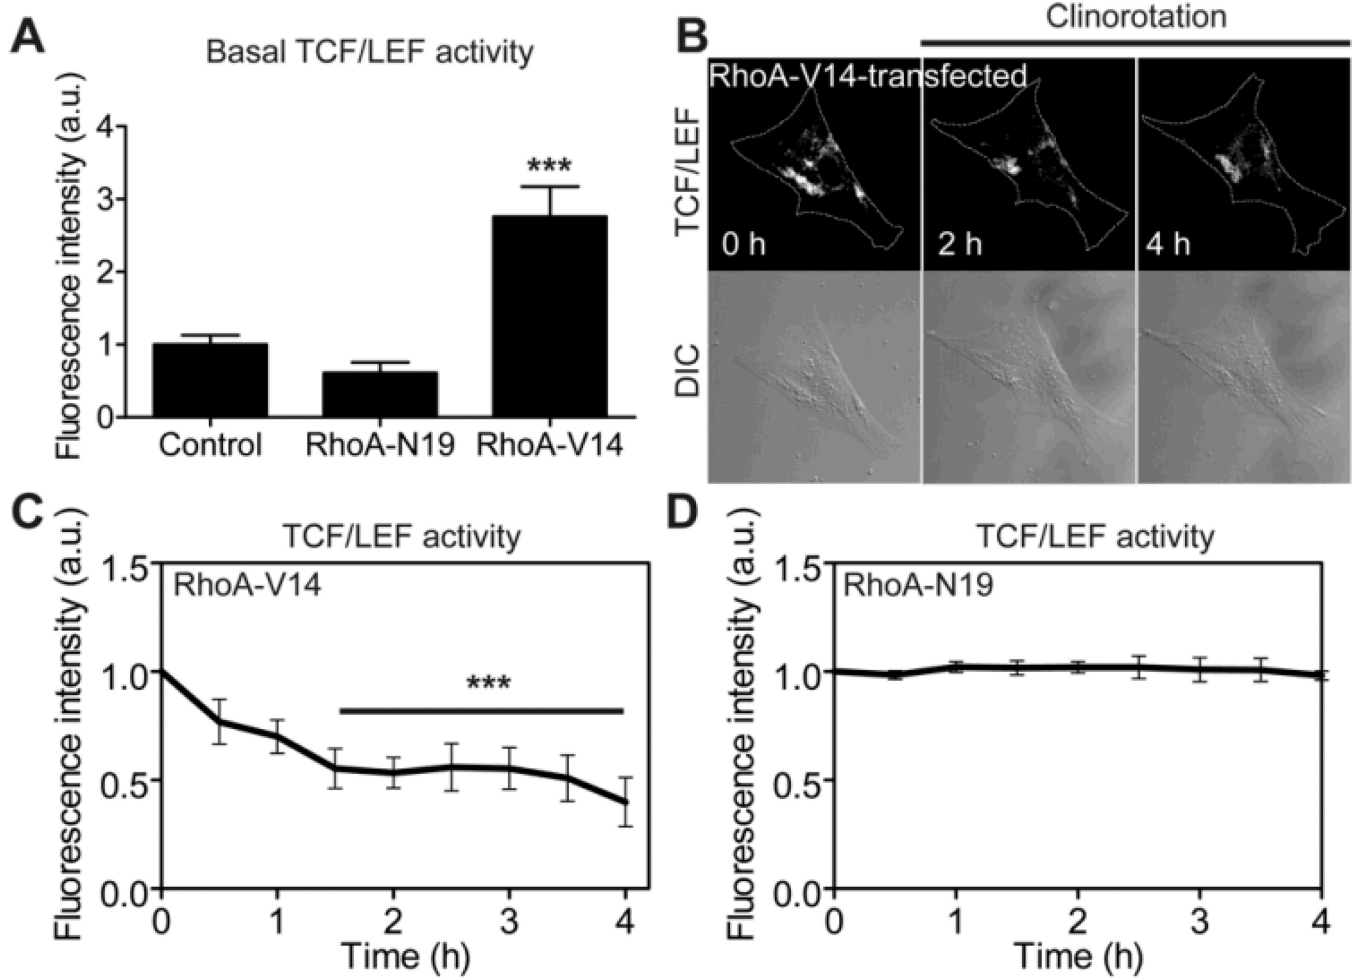 A
Basal TCF/LEF activity
Fluorescence intensity (a.u.)
4
3
2
1
0
***
Control
RhoA-N19
RhoA-V14
B
Clinorotation
RhoA-V14-transfected
TCF/LEF
0 h
2 h
4 h
DIC
C
TCF/LEF activity
Fluorescence intensity (a.u.)
1.5
1.0
0.5
0.0
RhoA-V14
***
0
1
2
3
4
Time (h)
D
TCF/LEF activity
Fluorescence intensity (a.u.)
1.5
1.0
0.5
0.0
RhoA-N19
0
1
2
3
4
Time (h)